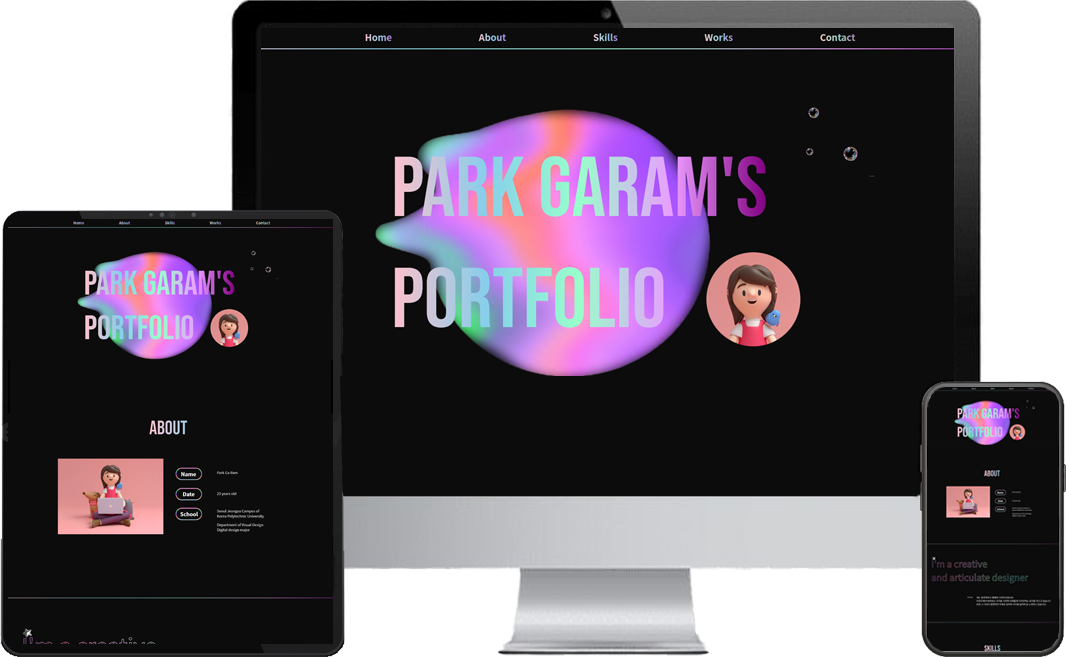 Home About Skills Works Contact
PARK GARAM'S
PORTFOLIO
Home About Skills Works Contact
PARK GARAM'S
PORTFOLIO
ABOUT
Name Park Ga Ram
Date 23 years old
School Seoul Jeongsu Campus of
Korea Polytechnic University
Department of Visual Design
Digital design major
I'm a creative
PARK GARAM'S
PORTFOLIO
ABOUT
I'm a creative
and articulate designer
SKILLS